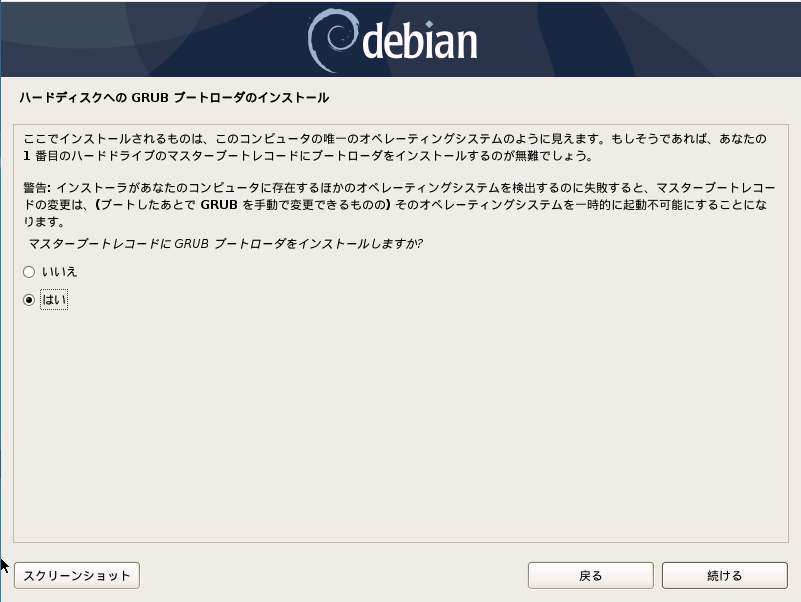 debian
ハードディスクへの GRUB ブートローダのインストール
ここでインストールされるものは、このコンピュータの唯一のオペレーティングシステムのように見えます。もしそうであれば、あなたの
1 番目のハードドライブのマスターブートレコードにブートローダをインストールするのが無難でしょう。
警告: インストーラがあなたのコンピュータに存在するほかのオペレーティングシステムを検出するのに失敗すると、マスターブートレコー
ドの変更は、(ブートしたあとで GRUB を手動で変更できるものの) そのオペレーティングシステムを一時的に起動不可能にすることにな
ります。
マスターブートレコードに GRUB ブートローダをインストールしますか?
いいえ
はい
スクリーンショット
戻る
続ける